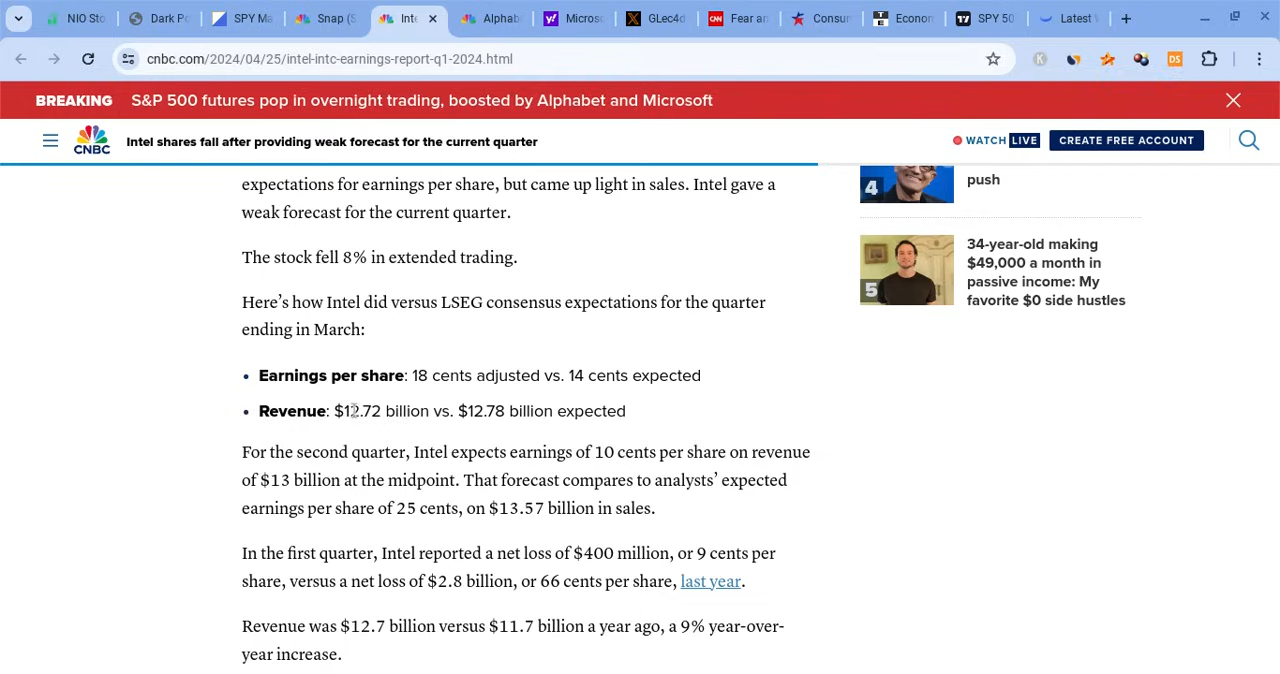 NIO Sto
Dark Po
SPY Ma
Snap (S
Inte
Alphab
Micros
GLec4d
Fear an
Consun
Econom
SPY 50
Latest
cnbc.com/2024/04/25/intel-intc-earnings-report-q1-2024.html
K
DS
BREAKING S&P 500 futures pop in overnight trading, boosted by Alphabet and Microsoft
CNBC
Intel shares fall after providing weak forecast for the current quarter
WATCH LIVE
CREATE FREE ACCOUNT
expectations for earnings per share, but came up light in sales. Intel gave a
weak forecast for the current quarter.
The stock fell 8% in extended trading.
Here’s how Intel did versus LSEG consensus expectations for the quarter
ending in March:
• Earnings per share: 18 cents adjusted vs. 14 cents expected
• Revenue: $12.72 billion vs. $12.78 billion expected
For the second quarter, Intel expects earnings of 10 cents per share on revenue
of $13 billion at the midpoint. That forecast compares to analysts’ expected
earnings per share of 25 cents, on $13.57 billion in sales.
In the first quarter, Intel reported a net loss of $400 million, or 9 cents per
share, versus a net loss of $2.8 billion, or 66 cents per share, last year.
Revenue was $12.7 billion versus $11.7 billion a year ago, a 9% year-over-
year increase.
4
push
5
34-year-old making
$49,000 a month in
passive income: My
favorite $0 side hustles